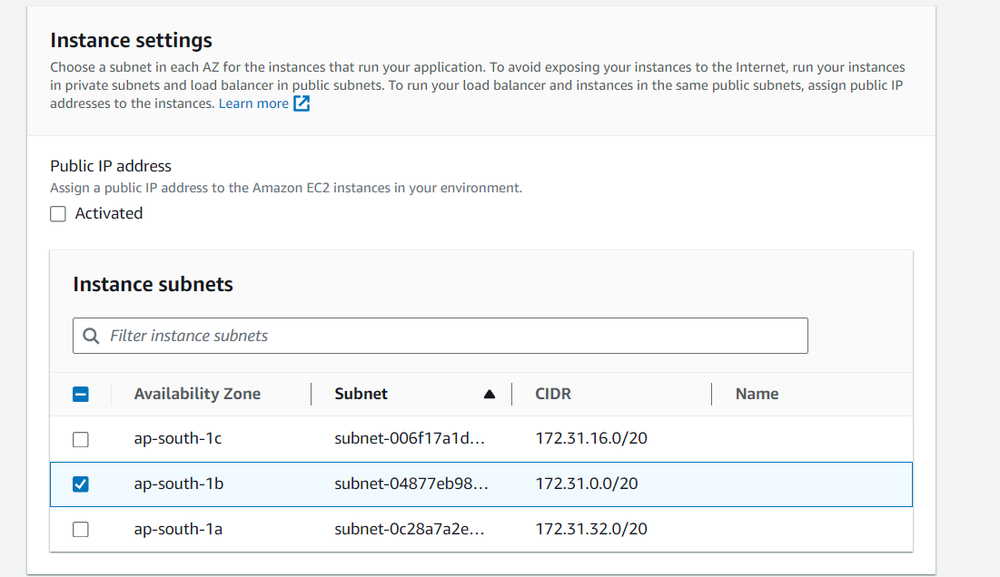 Instance settings
Choose a subnet in each AZ for the instances that run your application. To avoid exposing your instances to the Internet, run your instances
in private subnets and load balancer in public subnets. To run your load balancer and instances in the same public subnets, assign public IP
addresses to the instances. Learn more
Public IP address
Assign a public IP address to the Amazon EC2 instances in your environment.
Activated
Instance subnets
Filter instance subnets
Availability Zone Subnet CIDR Name
ap-south-1c subnet-006f17a1d... 172.31.16.0/20
ap-south-1b subnet-04877eb98... 172.31.0.0/20
ap-south-1a subnet-0c28a7a2e... 172.31.32.0/20